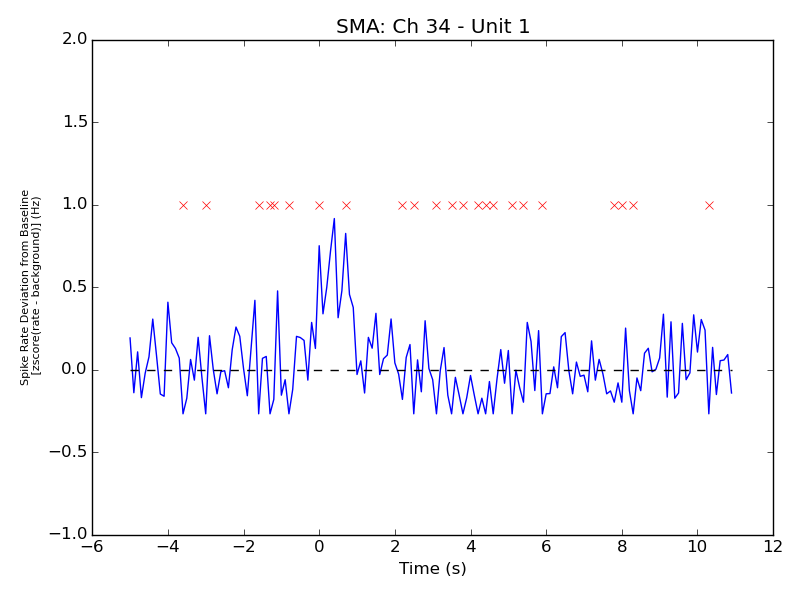 SMA: Ch 34 - Unit 1
2.0
1.5
1.0
0.5
0.0
−0.5
−1.0
Spike Rate Deviation from Baseline
[zscore(rate - background)] (Hz)
−6 −4 −2 0 2 4 6 8 10 12
Time (s)